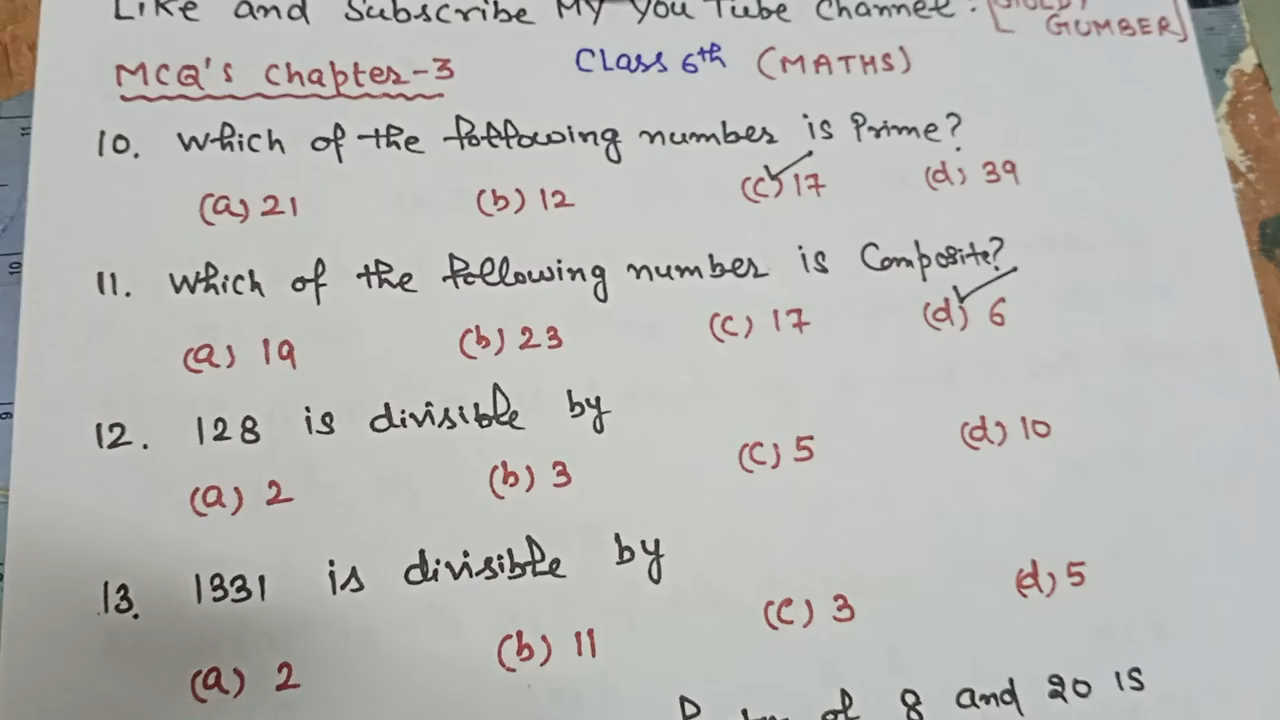 Like and Subscribe My YouTube Channel: [
GUMBER]
MCQ's Chapter-3 Class 6th (MATHS)
10. Which of the following number is Prime?
(a) 21 (b) 12 (c) 17 (d) 39
11. Which of the following number is Composite?
(a) 19 (b) 23 (c) 17 (d) 6
12. 128 is divisible by
(a) 2 (b) 3 (c) 5 (d) 10
13. 1331 is divisible by
(a) 2 (b) 11 (c) 3 (d) 5
of 8 and 20 is